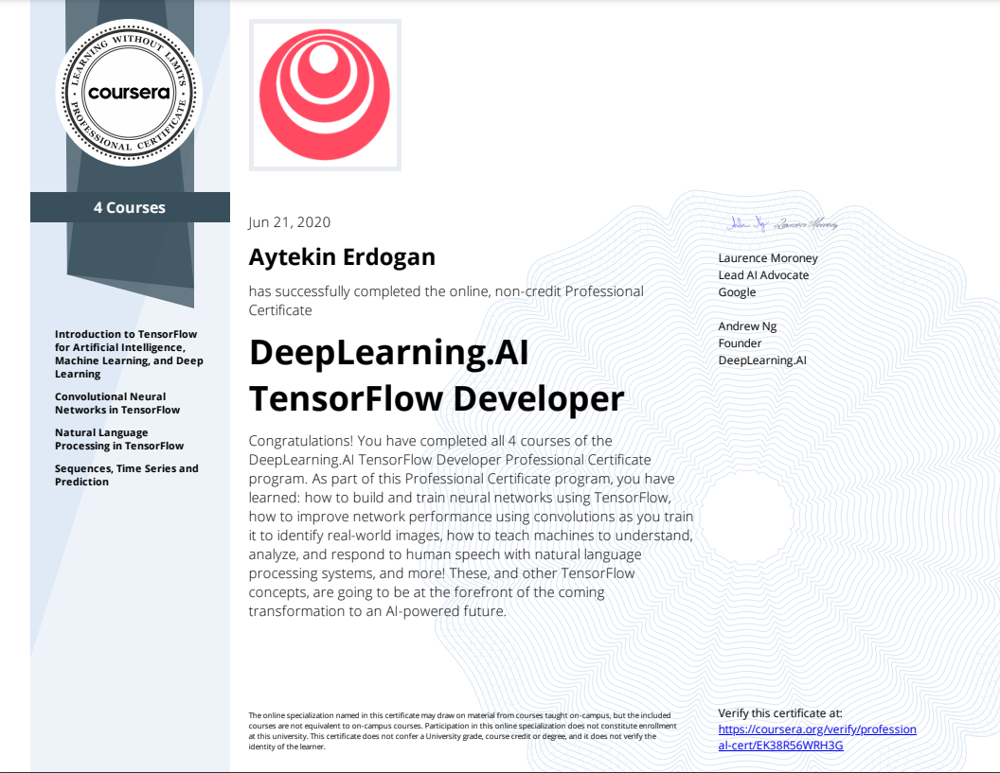 LEARNING WITHOUT LIMITS
coursera
PROFESSIONAL CERTIFICATE
4 Courses
Introduction to TensorFlow
for Artificial Intelligence,
Machine Learning, and Deep
Learning
Convolutional Neural
Networks in TensorFlow
Natural Language
Processing in TensorFlow
Sequences, Time Series and
Prediction
Jun 21, 2020
Aytekin Erdogan
has successfully completed the online, non-credit Professional
Certificate
DeepLearning.AI
TensorFlow Developer
Congratulations! You have completed all 4 courses of the
DeepLearning.AI TensorFlow Developer Professional Certificate
program. As part of this Professional Certificate program, you have
learned: how to build and train neural networks using TensorFlow,
how to improve network performance using convolutions as you train
it to identify real-world images, how to teach machines to understand,
analyze, and respond to human speech with natural language
processing systems, and more! These, and other TensorFlow
concepts, are going to be at the forefront of the coming
transformation to an AI-powered future.
Laurence Moroney
Laurence Moroney
Lead AI Advocate
Google
Andrew Ng
Founder
DeepLearning.AI
The online specialization named in this certificate may draw on material from courses taught on-campus, but the included
courses are not equivalent to on-campus courses. Participation in this online specialization does not constitute enrollment
at this university. This certificate does not confer a University grade, course credit or degree, and it does not verify the
identity of the learner.
Verify this certificate at:
https://coursera.org/verify/profession
al-cert/EK38R56WRH3G